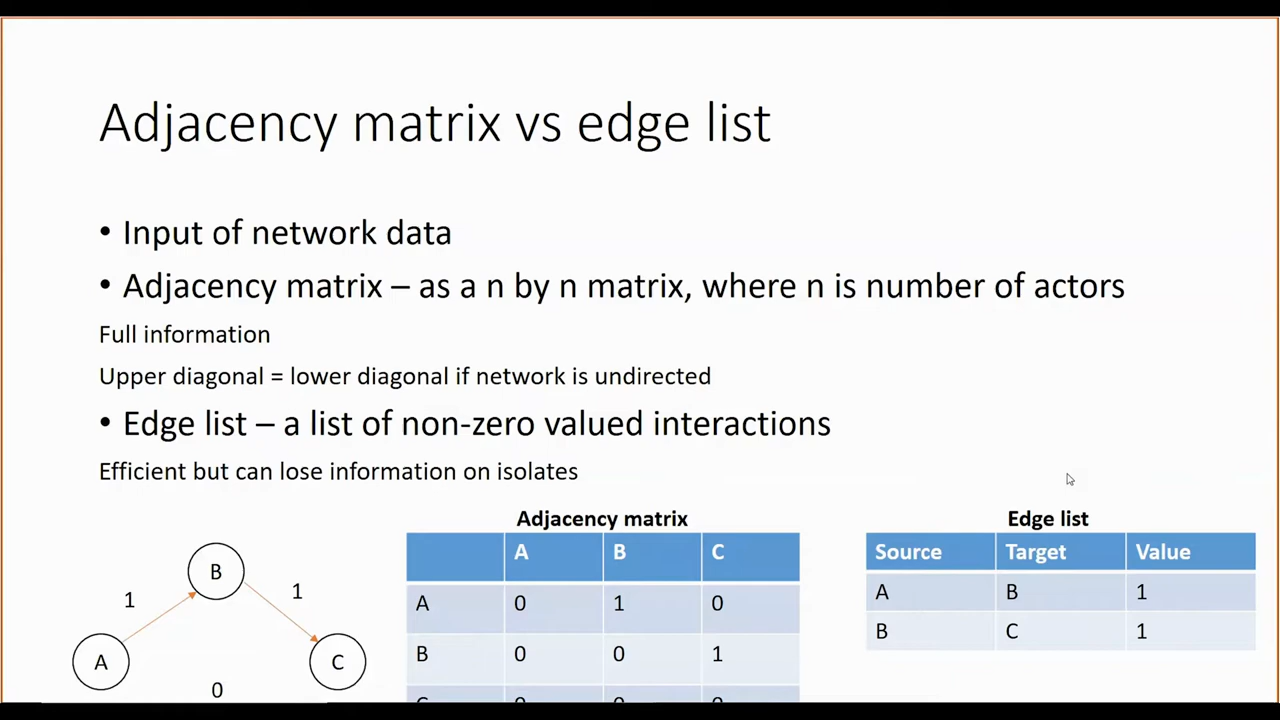 Adjacency matrix vs edge list
• Input of network data
• Adjacency matrix – as a n by n matrix, where n is number of actors
Full information
Upper diagonal = lower diagonal if network is undirected
• Edge list – a list of non-zero valued interactions
Efficient but can lose information on isolates
B
1
1
A
C
0
Adjacency matrix
A B C
A 0 1 0
B 0 0 1
Edge list
Source Target Value
A B 1
B C 1